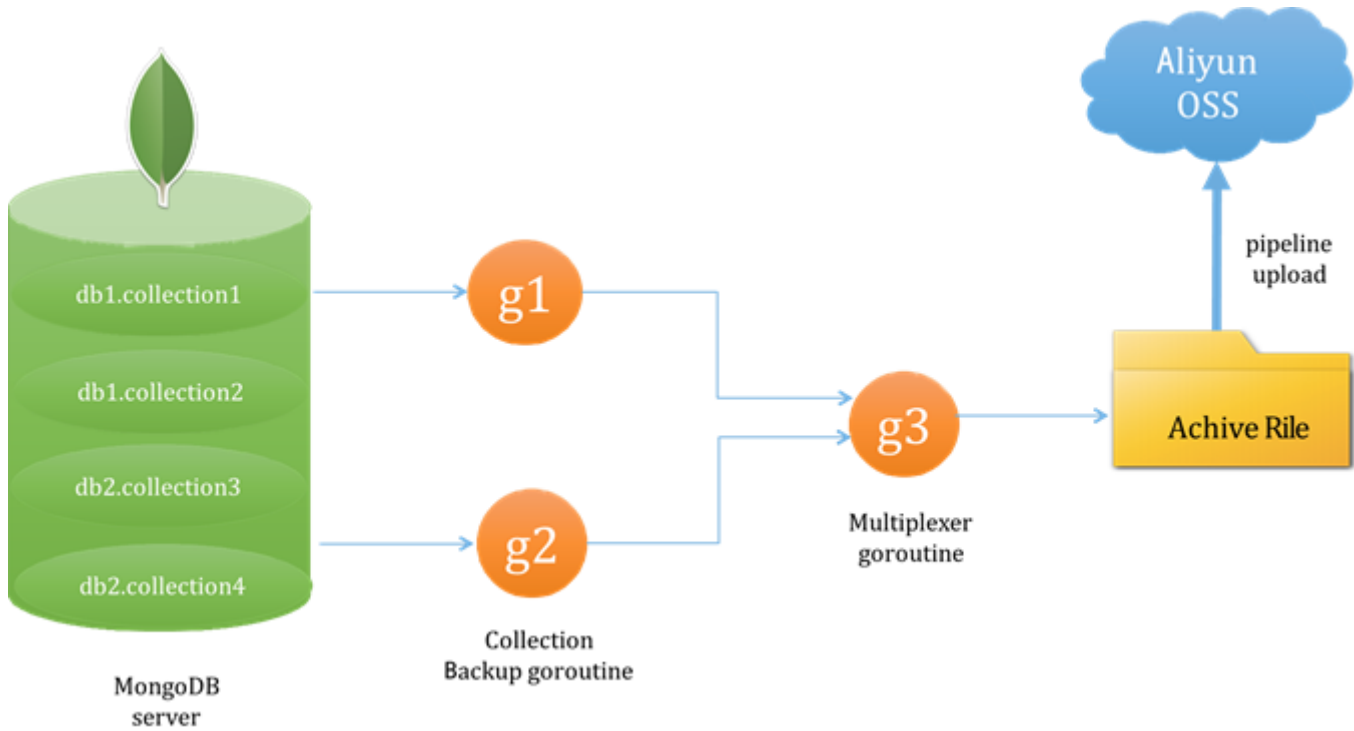 Aliyun
OSS
pipeline
upload
db1.collection1
db1.collection2
db2.collection3
db2.collection4
g1
g2
g3
Achive Rile
Multiplexer
goroutine
Collection
Backup goroutine
MongoDB
server